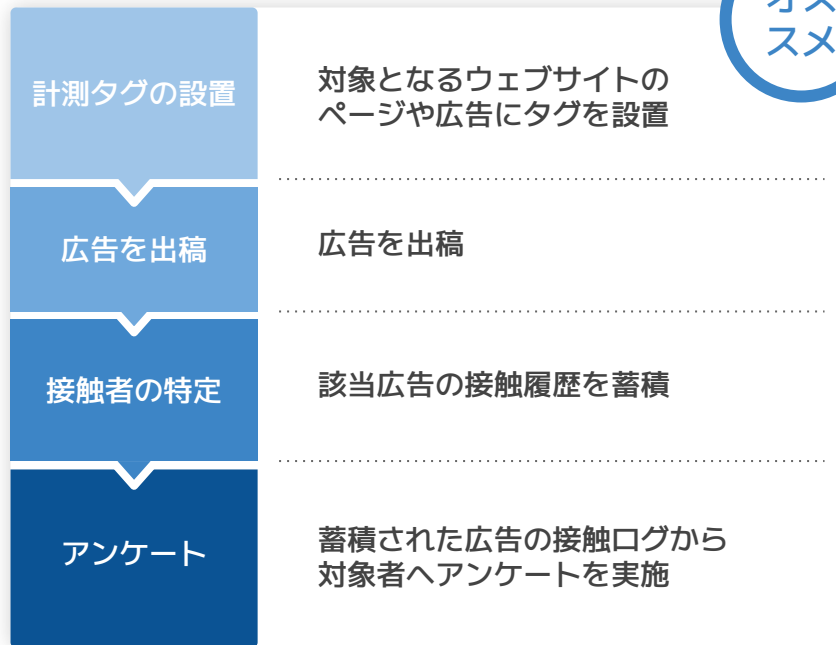 オス
スメ
計測タグの設置
対象となるウェブサイトの
ページや広告にタグを設置
広告を出稿
広告を出稿
接触者の特定
該当広告の接触履歴を蓄積
アンケート
蓄積された広告の接触ログから
対象者へアンケートを実施